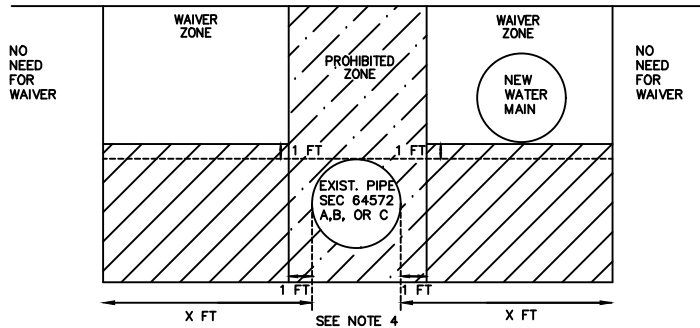 WAIVER
ZONE
WAIVER
ZONE
NO
NEED
FOR
WAIVER
PROHIBITED
ZONE
NEW
WATER
MAIN
NO
NEED
FOR
WAIVER
1 FT
1 FT
EXIST. PIPE
SEC 64572
A,B, OR C
1 FT
1 FT
X FT
SEE NOTE 4
X FT